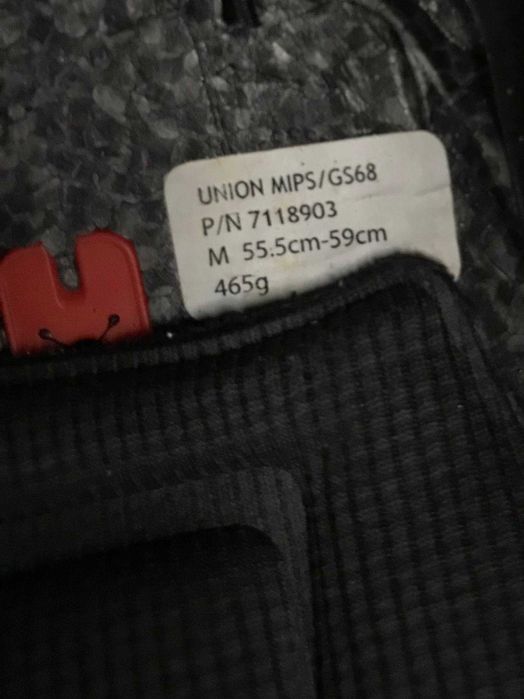 UNION MIPS/GS68
P/N 7118903
M 55.5cm-59cm
465g